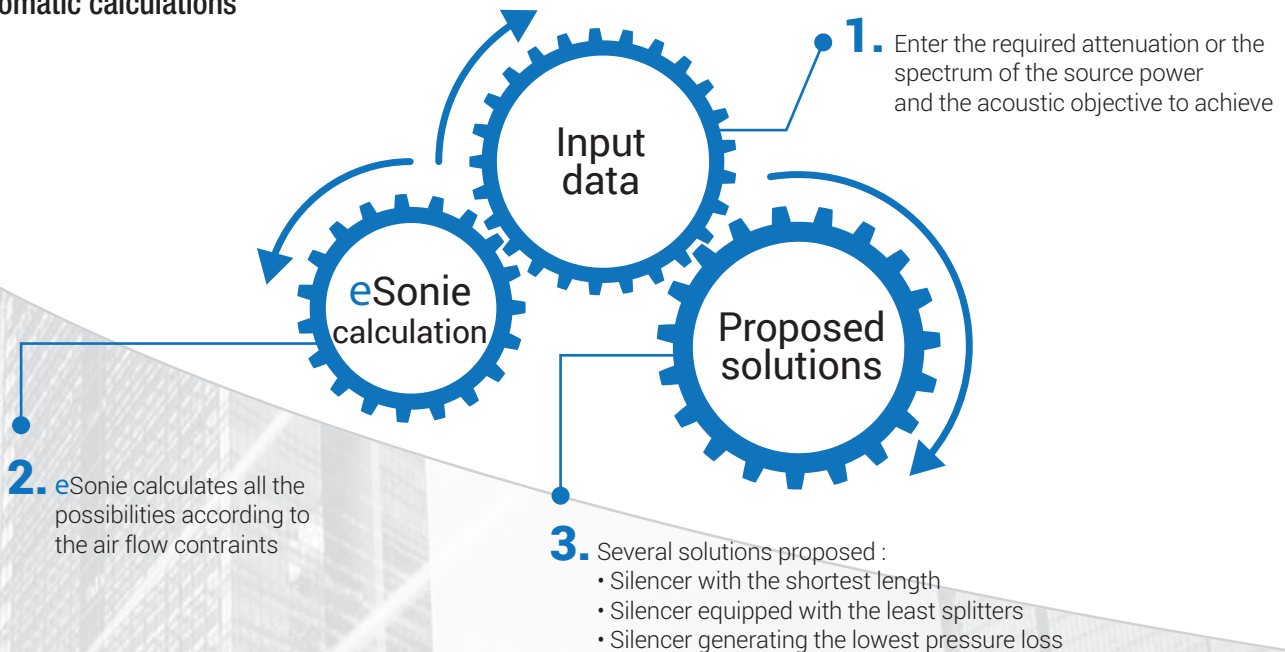 calculations
1. Enter the required attenuation or the
spectrum of the source power
and the acoustic objective to achieve
Input
data
eSonie
calculation
Proposed
solutions
2. eSonie calculates all the
possibilities according to
the air flow contraints
3. Several solutions proposed :
• Silencer with the shortest length
• Silencer equipped with the least splitters
• Silencer generating the lowest pressure loss